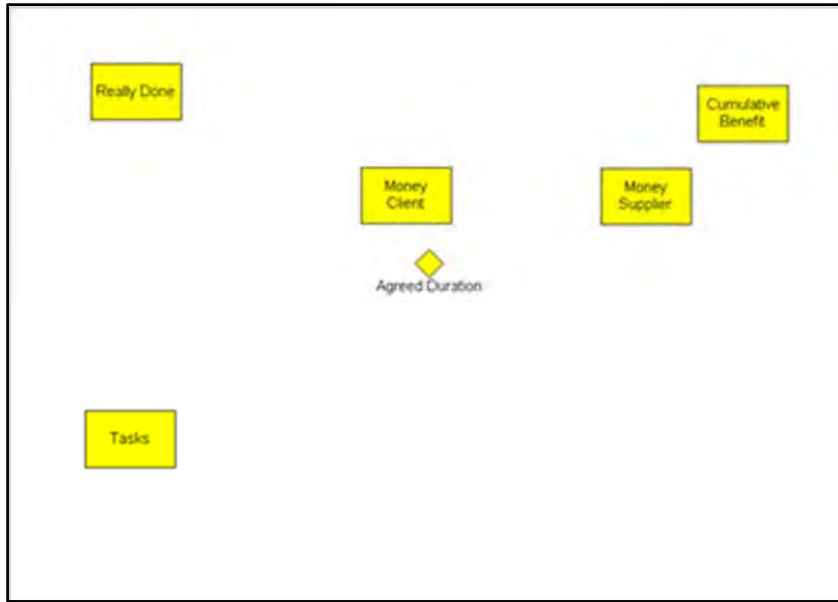 Really Done
Cumulative
Benefit
Money
Client
Money
Supplier
Agreed Duration
Tasks